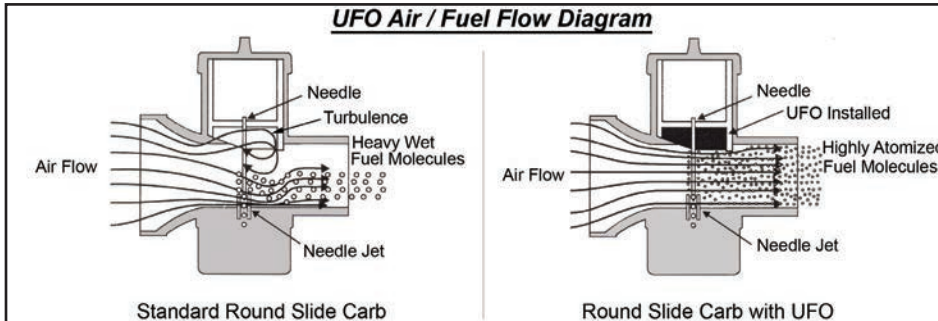 UFO Air / Fuel Flow Diagram
Needle
Turbulence
Heavy Wet
Fuel Molecules
Air Flow
Needle Jet
Standard Round Slide Carb
Needle
UFO Installed
Highly Atomized
Fuel Molecules
Air Flow
Needle Jet
Round Slide Carb with UFO